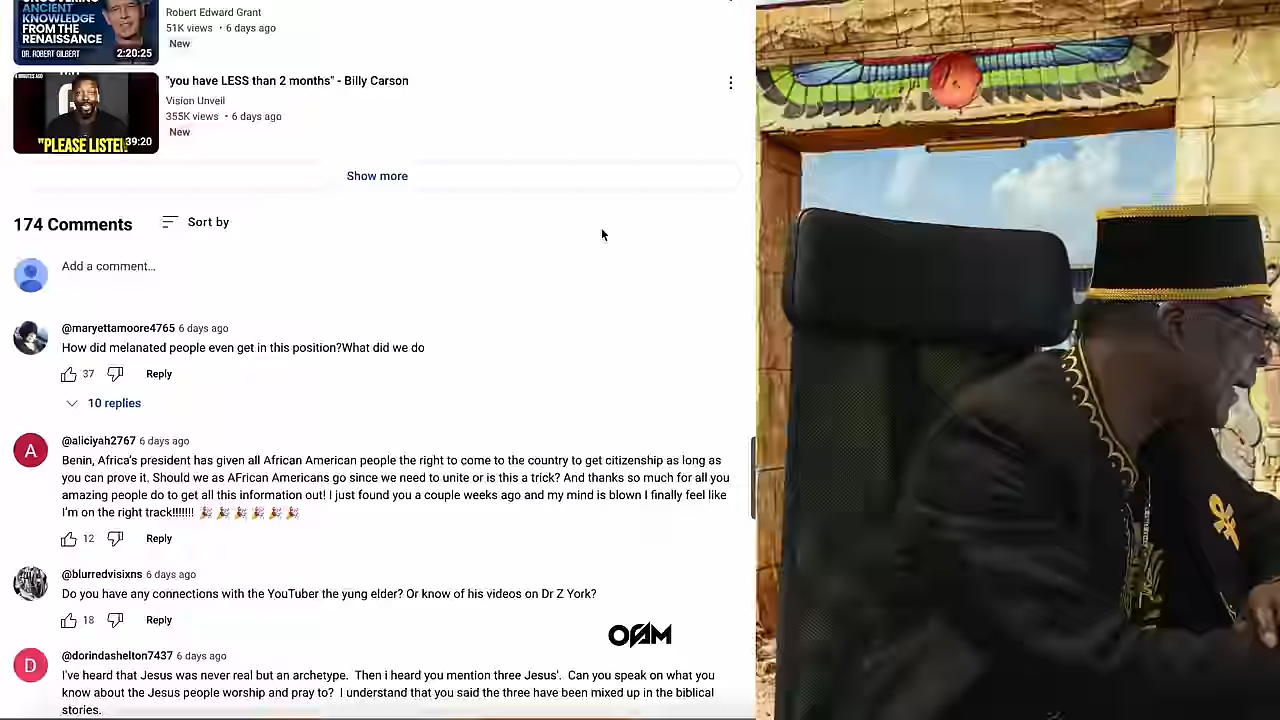 UNCOVERING
ANCIENT
KNOWLEDGE
FROM THE
RENAISSANCE
DR. ROBERT GILBERT
2:20:25
Robert Edward Grant
51K views • 6 days ago
New
"PLEASE LISTE
39:20
"you have LESS than 2 months" - Billy Carson
Vision Unveil
355K views • 6 days ago
New
Show more
174 Comments
Sort by
Add a comment...
@maryettamoore4765 6 days ago
How did melanated people even get in this position?What did we do
37
Reply
10 replies
A
@aliciyah2767 6 days ago
Benin, Africa's president has given all African American people the right to come to the country to get citizenship as long as
you can prove it. Should we as AFrican Americans go since we need to unite or is this a trick? And thanks so much for all you
amazing people do to get all this information out! I just found you a couple weeks ago and my mind is blown I finally feel like
I'm on the right track!!!!!!! 🎉🎉🎉🎉🎉🎉
12
Reply
@blurredvisixns 6 days ago
Do you have any connections with the YouTuber the yung elder? Or know of his videos on Dr Z York?
18
Reply
OFAM
D
@dorindashelton7437 6 days ago
I've heard that Jesus was never real but an archetype. Then i heard you mention three Jesus'. Can you speak on what you
know about the Jesus people worship and pray to? I understand that you said the three have been mixed up in the biblical
stories.